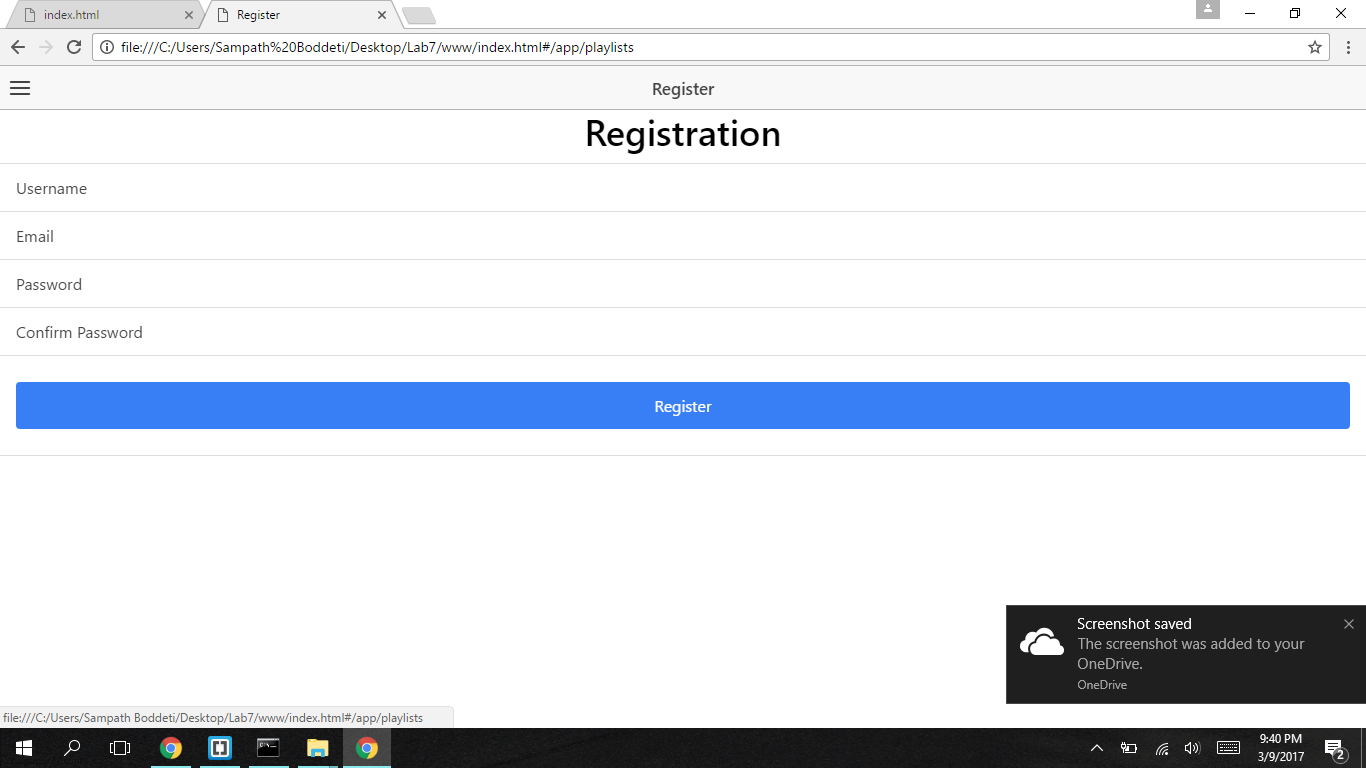 index.html
Register
file:///C:/Users/Sampath%20Boddeti/Desktop/Lab7/www/index.html#/app/playlists
Register
Registration
Username
Email
Password
Confirm Password
Register
Screenshot saved
The screenshot was added to your
OneDrive.
OneDrive
file:///C:/Users/Sampath Boddeti/Desktop/Lab7/www/index.html#/app/playlists
9:40 PM
3/9/2017
2